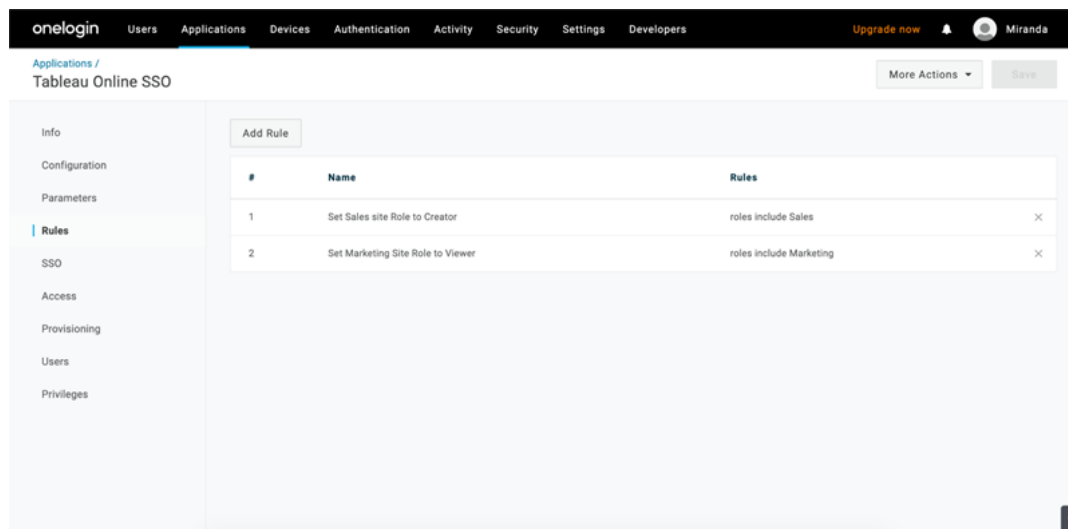 onelogin Users Applications Devices Authentication Activity Security Settings Developers Upgrade now Miranda
Applications /
Tableau Online SSO
More Actions Save
Info
Configuration
Parameters
Rules
SSO
Access
Provisioning
Users
Privileges
Add Rule
# Name Rules
1 Set Sales site Role to Creator roles include Sales
2 Set Marketing Site Role to Viewer roles include Marketing